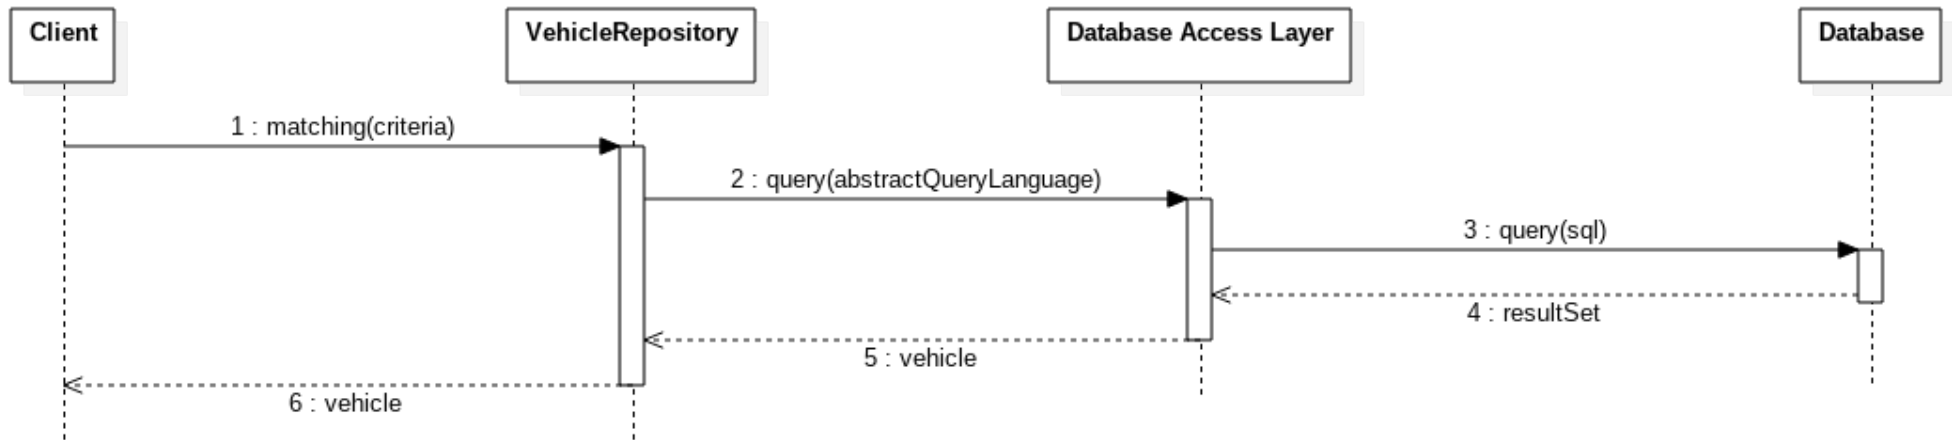 Client
VehicleRepository
Database Access Layer
Database
1 : matching(criteria)
2 : query(abstractQueryLanguage)
3 : query(sql)
4 : resultSet
5 : vehicle
6 : vehicle